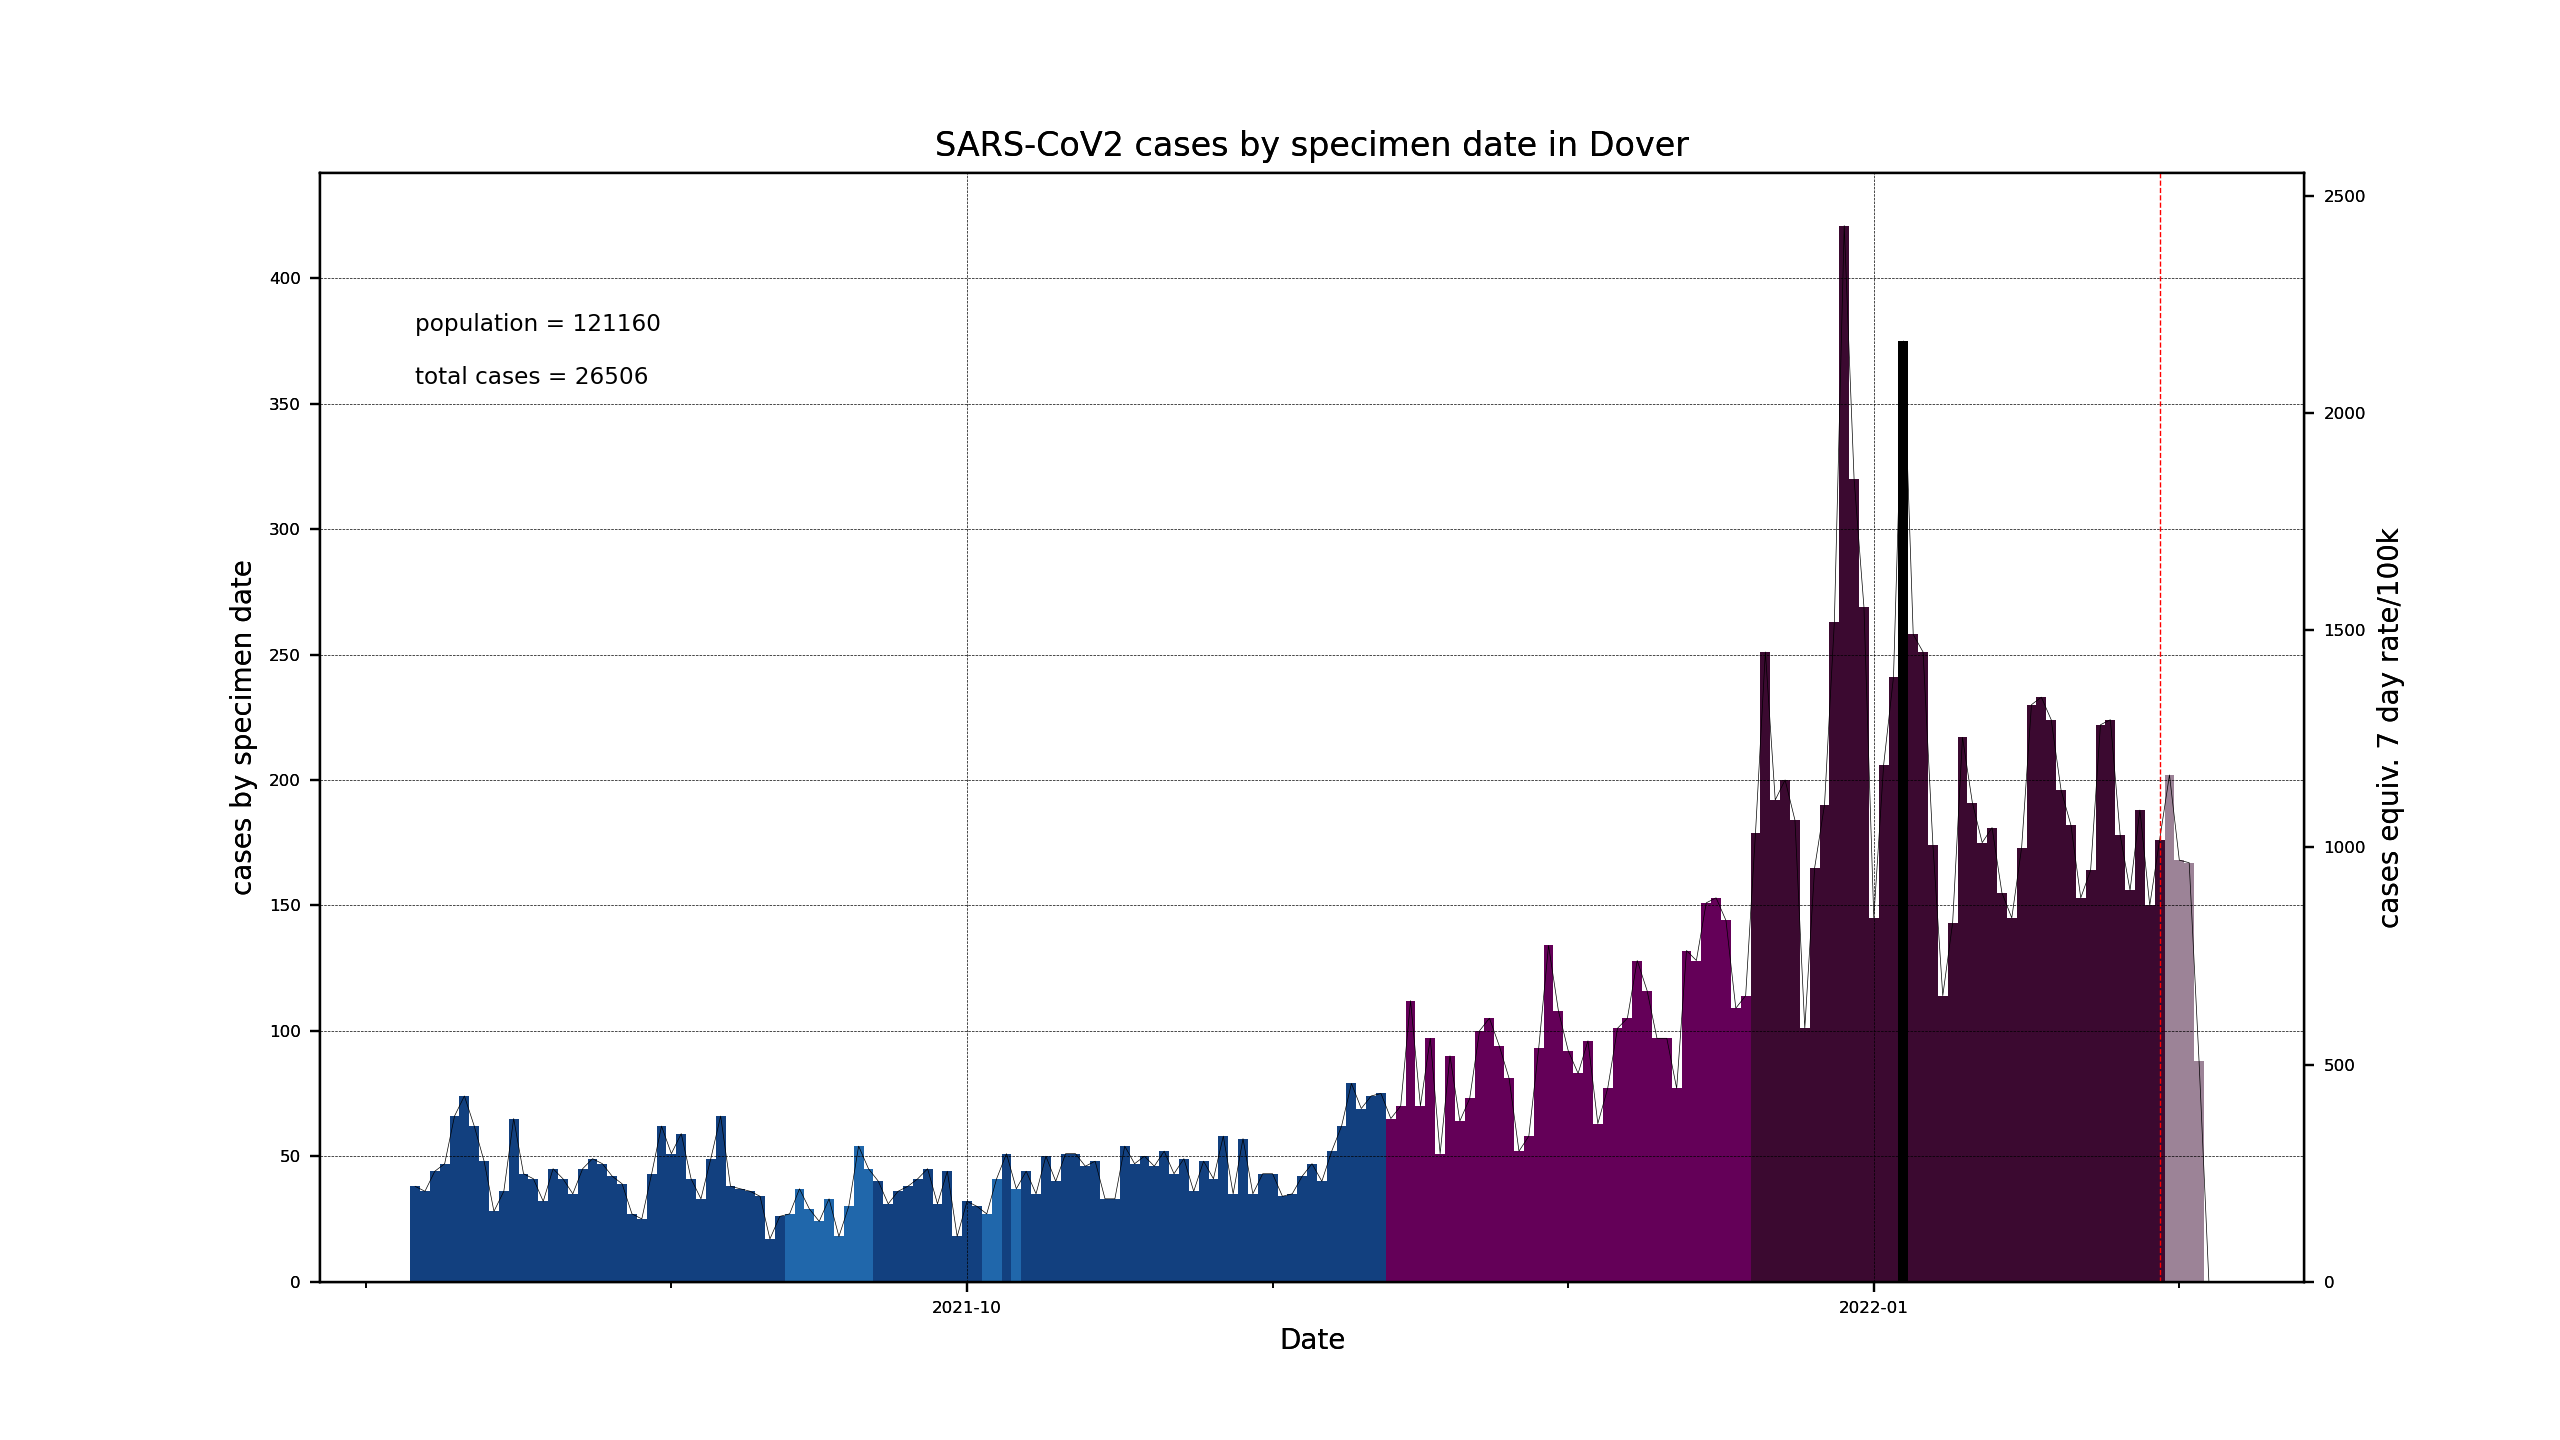 SARS-CoV2 cases by specimen date in Dover
population = 121160
total cases = 26506
cases by specimen date
400
350
300
250
200
150
100
50
0
2500
2000
1500
1000
500
0
cases equiv. 7 day rate/100k
2021-10
2022-01
Date